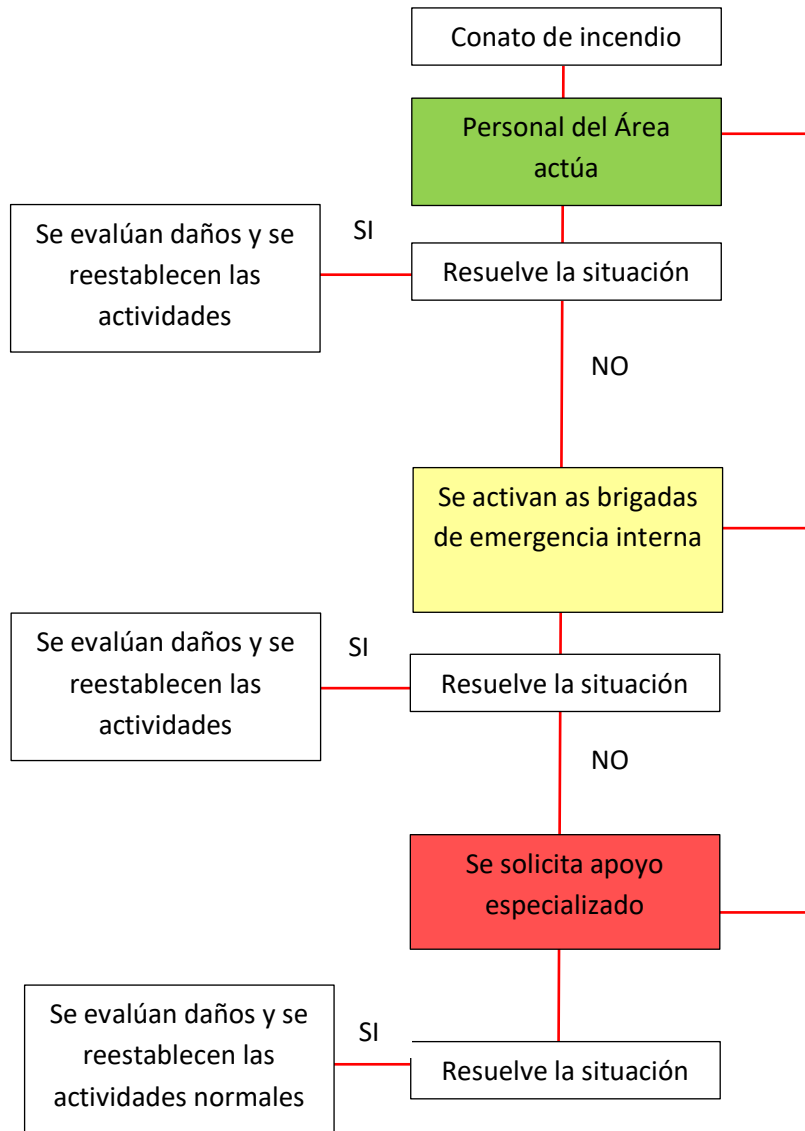 Conato de incendio
Personal del Área
actúa
Se evalúan daños y se
reestablecen las
actividades
SI
Resuelve la situación
NO
Se activan as brigadas
de emergencia interna
Se evalúan daños y se
reestablecen las
actividades
SI
Resuelve la situación
NO
Se solicita apoyo
especializado
Se evalúan daños y se
reestablecen las
actividades normales
SI
Resuelve la situación